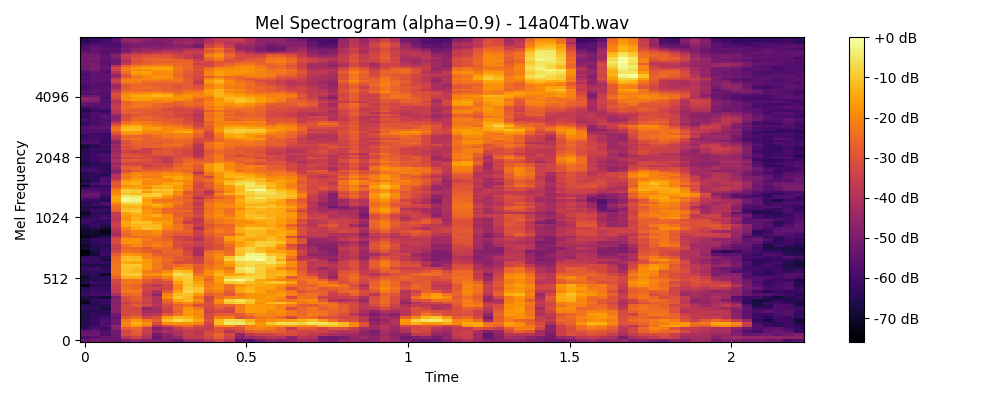 Mel Spectrogram (alpha=0.9) - 14a04Tb.wav
Mel Frequency
4096
2048
1024
512
0
0
0.5
1
1.5
2
Time
+0 dB
-10 dB
-20 dB
-30 dB
-40 dB
-50 dB
-60 dB
-70 dB